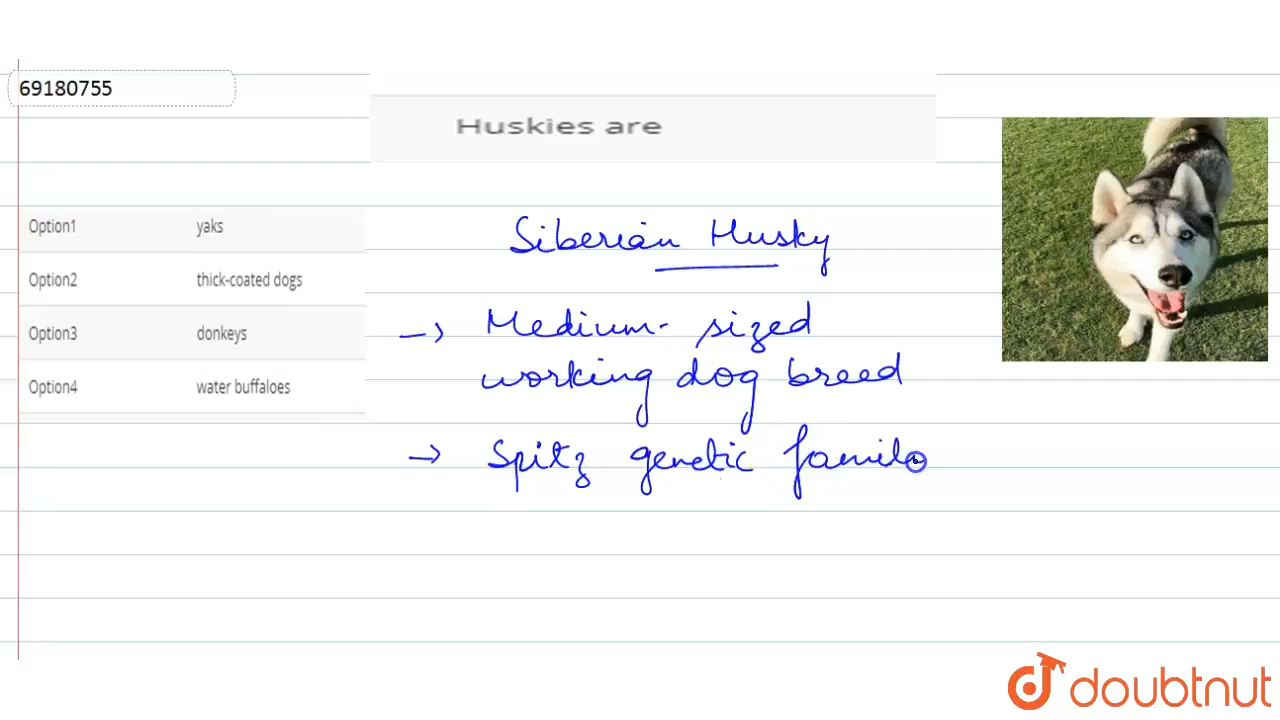 69180755
Huskies are
Option1 yaks
Option2 thick-coated dogs
Option3 donkeys
Option4 water buffaloes
Siberian Husky
→ Medium-sized
working dog breed
→ Spitz genetic
doubtnut